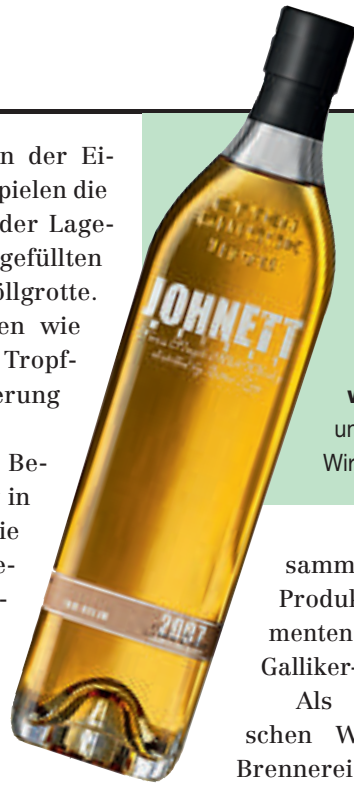 n der Ei-
pielen die
der Lage-
gefüllten
öllgrotte.
en wie
Tropf-
erung
Be-
in
ie
e-
-
JOHNETT
2007
w
un
Wir
samm
Produk
menten
Galliker-
Als
schen W
Brennerei